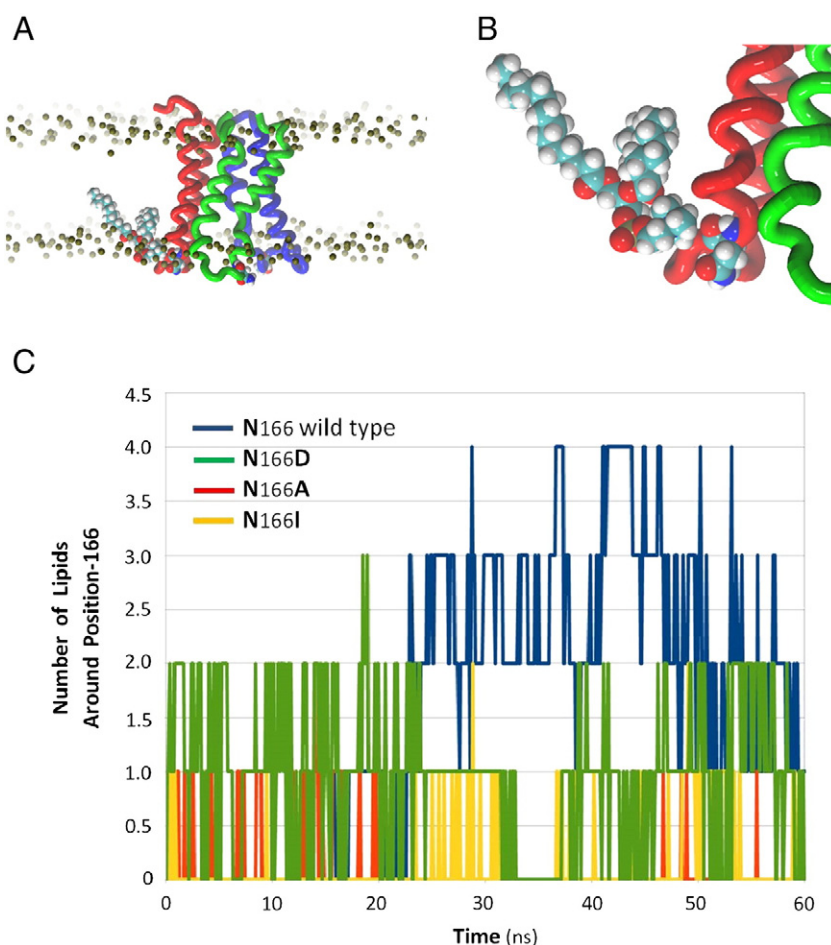 A
B
C
4.5
4.0
3.5
3.0
2.5
2.0
1.5
1.0
0.5
0
Number of Lipids
Around Position-166
N166 wild type
N166D
N166A
N166I
0
10
20
30
40
50
60
Time (ns)